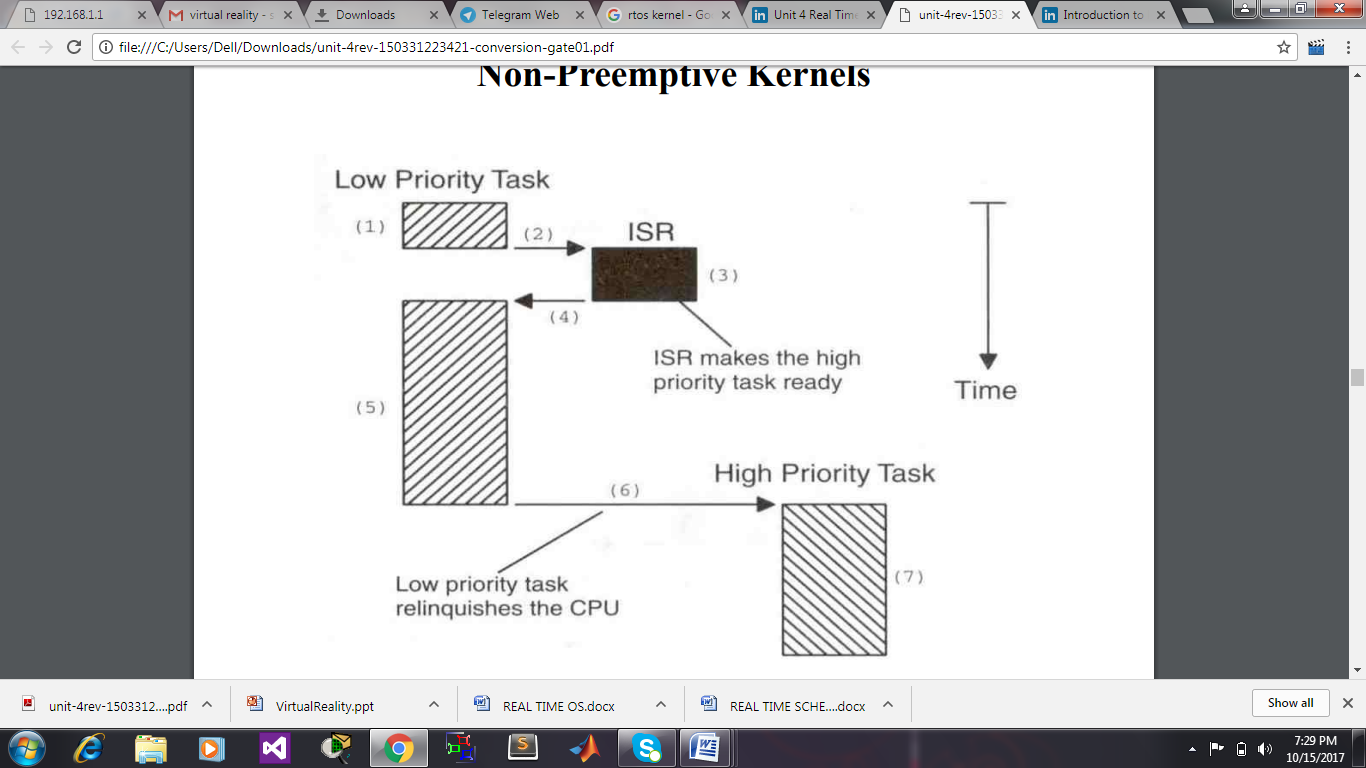 192.168.1.1
virtual reality - s
Downloads
Telegram Web
rtos kernel - Go
Unit 4 Real Time
unit-4rev-15033
Introduction to
file:///C:/Users/Dell/Downloads/unit-4rev-150331223421-conversion-gate01.pdf
Non-Preemptive Kernels
Low Priority Task
(1)
(2)
ISR
(3)
(4)
ISR makes the high
priority task ready
Time
(5)
High Priority Task
(6)
Low priority task
relinquishes the CPU
(7)
unit-4rev-1503312....pdf
VirtualReality.ppt
REAL TIME OS.docx
REAL TIME SCHE....docx
Show all
7:29 PM
10/15/2017